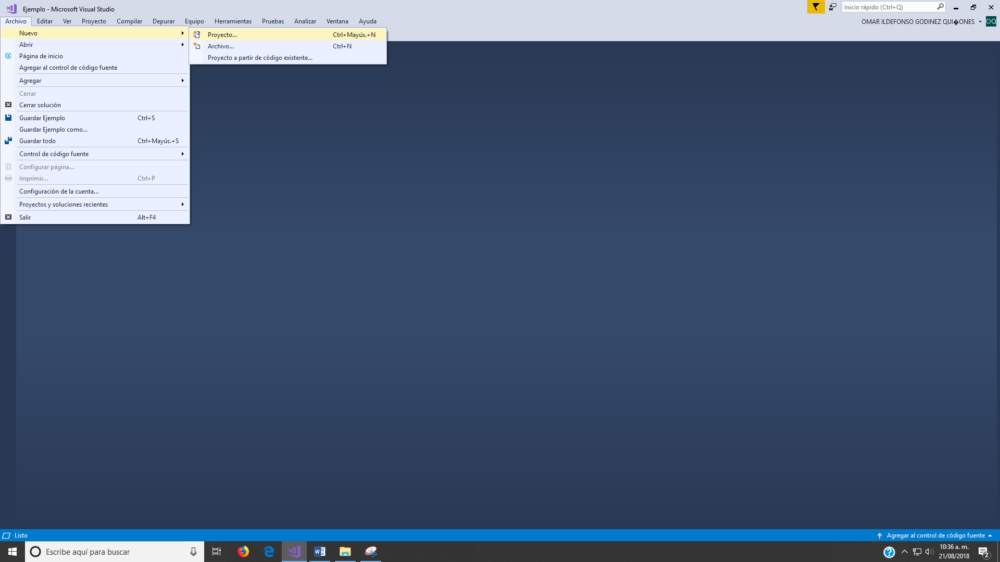 Ejemplo - Microsoft Visual Studio
Inicio rápido (Ctrl+Q)
Archivo Editar Ver Proyecto Compilar Depurar Equipo Herramientas Pruebas Analizar Ventana Ayuda
OMAR ILDEFONSO GODINEZ QUI�ONES OQ
Nuevo
Proyecto... Ctrl+Mayús.+N
Abrir
Archivo... Ctrl+N
Página de inicio
Proyecto a partir de código existente...
Agregar al control de código fuente
Agregar
Cerrar
Cerrar solución
Guardar Ejemplo Ctrl+S
Guardar Ejemplo como...
Guardar todo Ctrl+Mayús.+S
Control de código fuente
Configurar página...
Imprimir... Ctrl+P
Configuración de la cuenta...
Proyectos y soluciones recientes
Salir Alt+F4
Listo
Agregar al control de código fuente
Escribe aquí para buscar
10:36 a. m.
21/08/2018
2